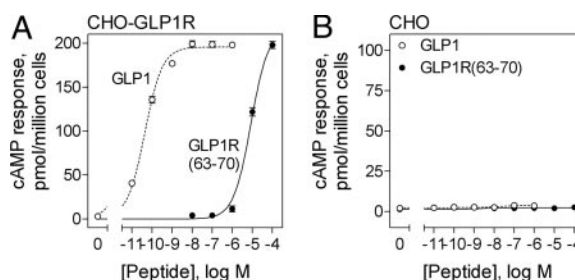 A
CHO-GLP1R
cAMP response,
pmol/million cells
200
150
100
50
0
GLP1
GLP1R
(63-70)
0 -11 -10 -9 -8 -7 -6 -5 -4
[Peptide], log M
B
CHO
cAMP response,
pmol/million cells
100
75
50
25
0
GLP1
GLP1R(63-70)
0 -11 -10 -9 -8 -7 -6 -5 -4
[Peptide], log M